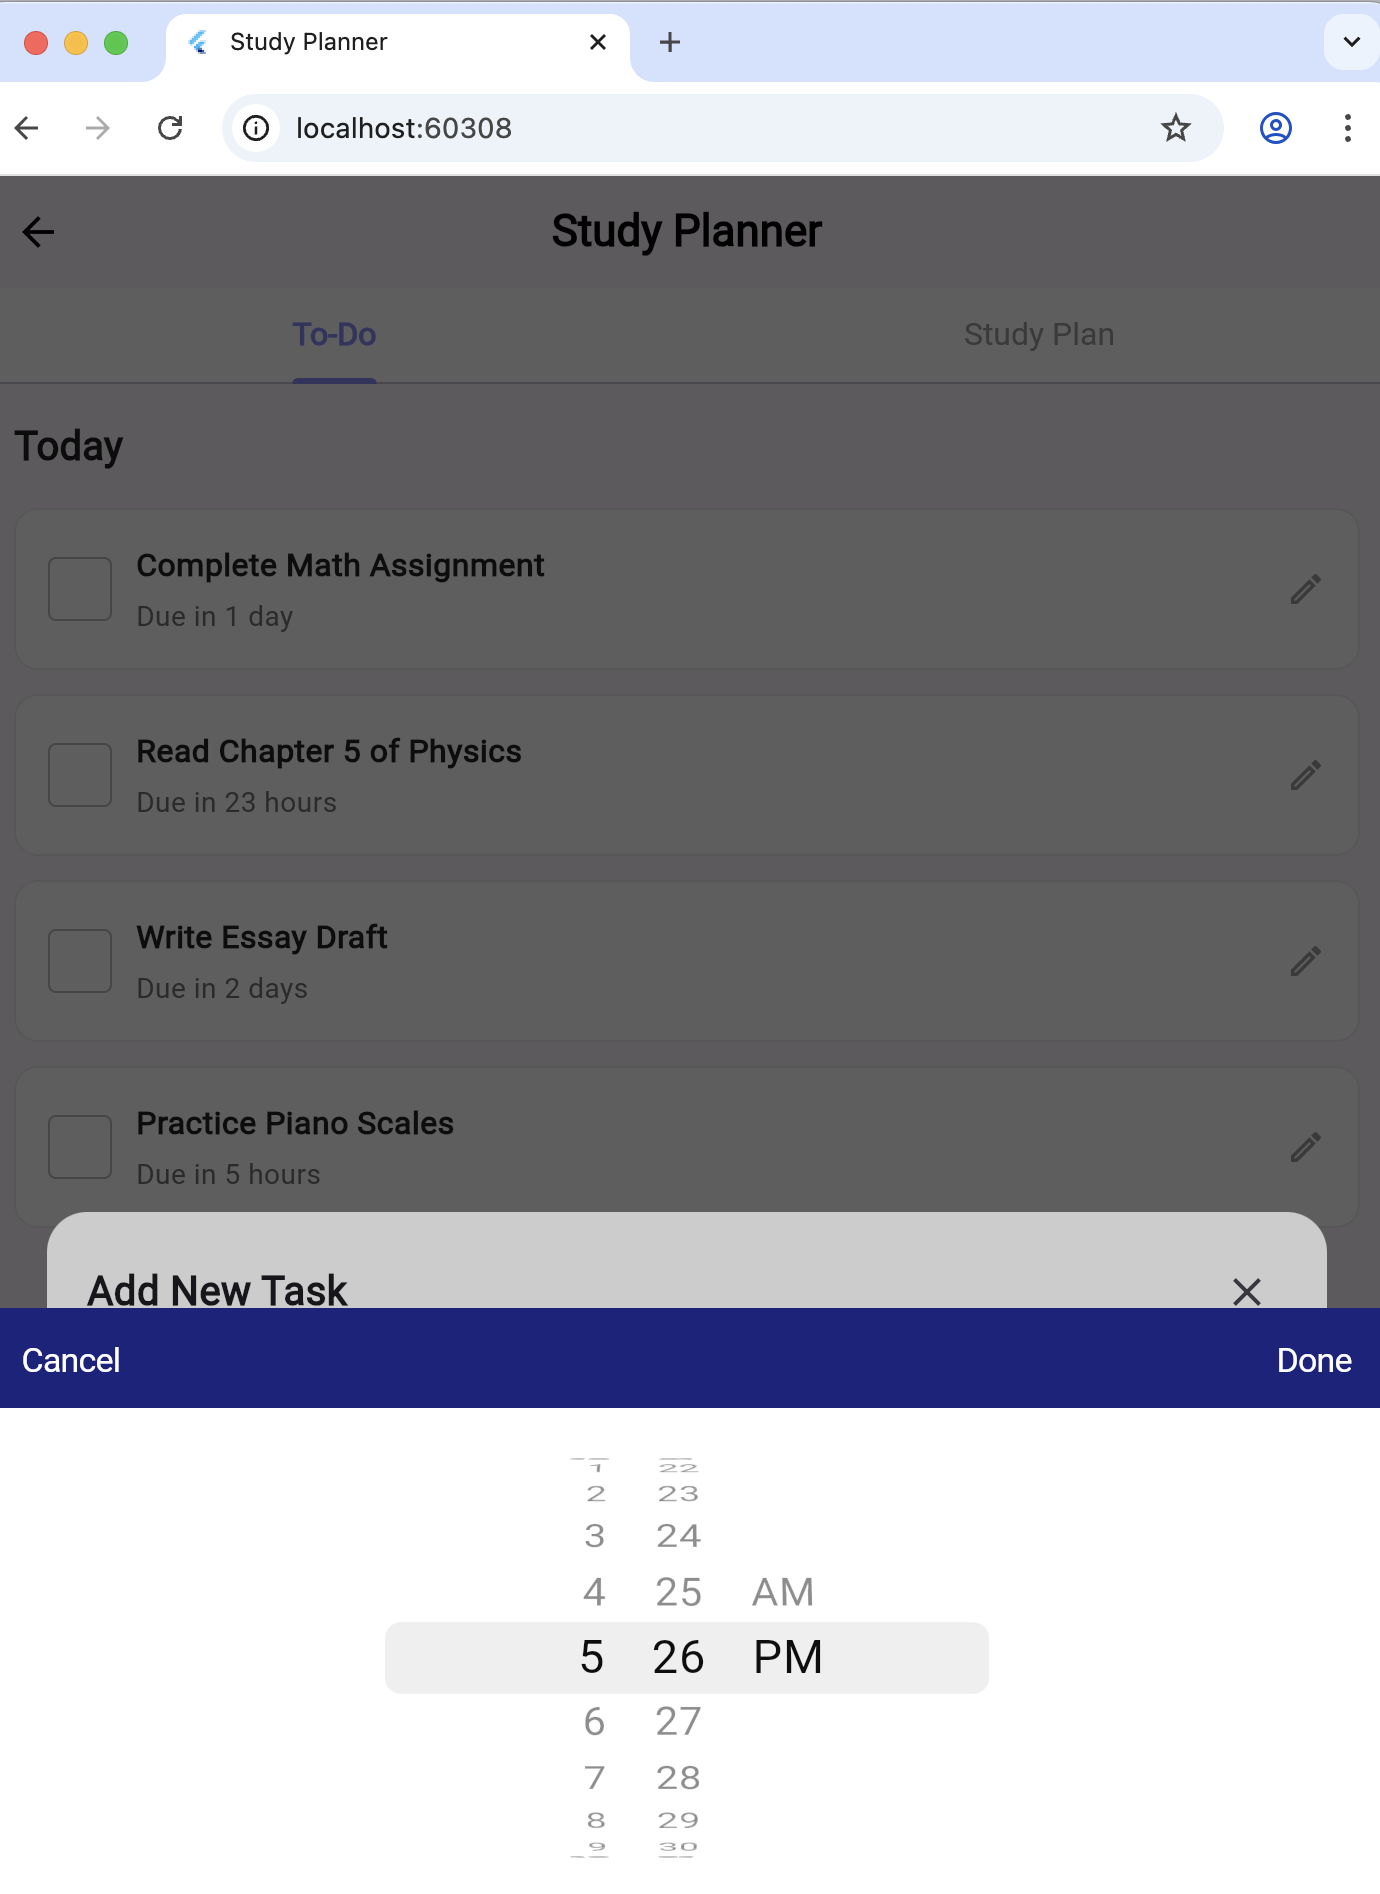 Study Planner
localhost:60308
Study Planner
To-Do
Study Plan
Today
Complete Math Assignment
Due in 1 day
Read Chapter 5 of Physics
Due in 23 hours
Write Essay Draft
Due in 2 days
Practice Piano Scales
Due in 5 hours
Add New Task
Cancel
Done
1 22
2 23
3 24
4 25 AM
5 26 PM
6 27
7 28
8 29
9 30